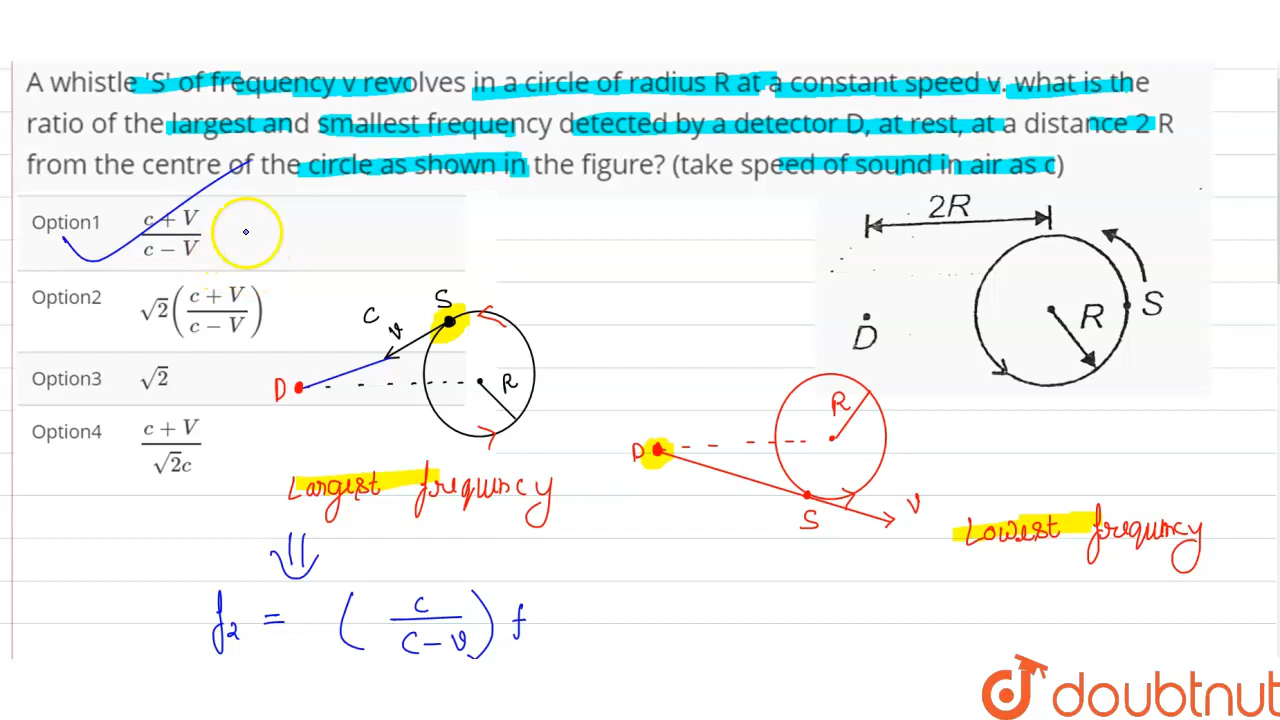 A whistle 'S' of frequency v revolves in a circle of radius R at a constant speed v. what is the
ratio of the largest and smallest frequency detected by a detector D, at rest, at a distance 2 R
from the centre of the circle as shown in the figure? (take speed of sound in air as c)
Option1 c + V / c − V
Option2 √2(c + V / c − V)
Option3 √2
Option4 c + V / √2c
2R
R
S
D
S
C
v
D
R
Largest frequency
R
D
S
v
Lowest frequency
f2 = (c / c − v) f
doubtnut